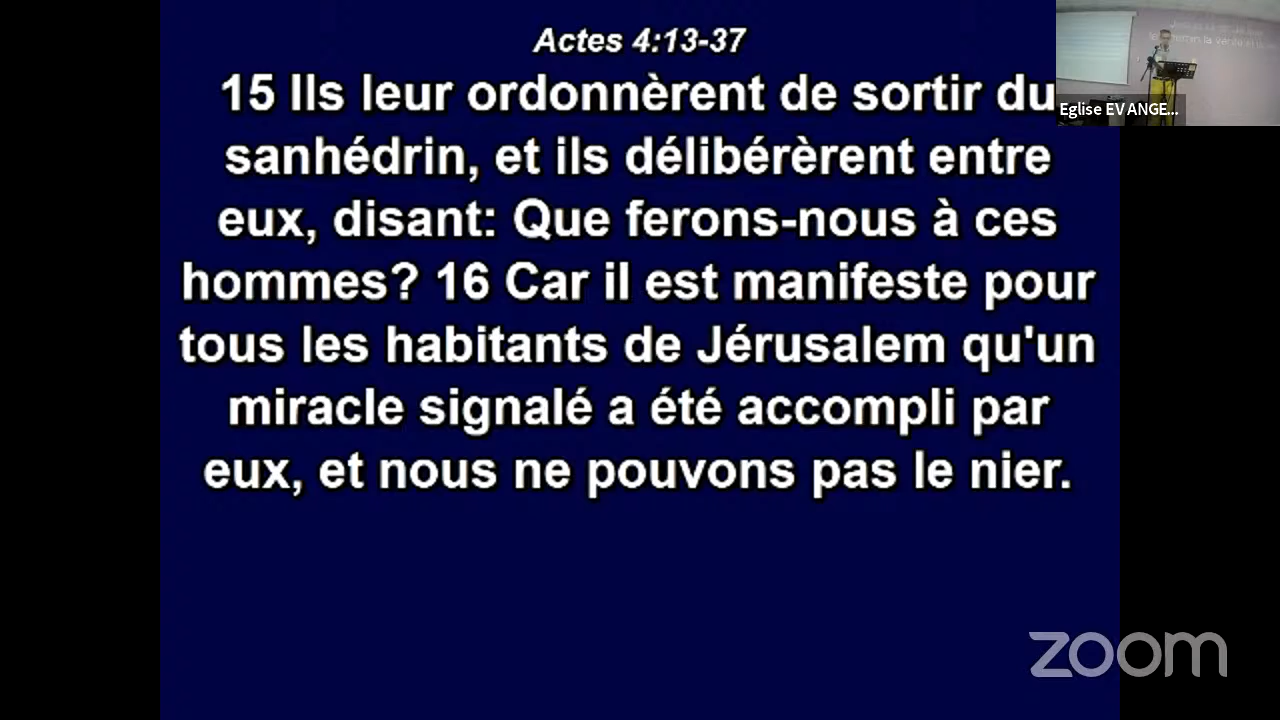 Actes 4:13-37
15 Ils leur ordonnèrent de sortir du
sanhédrin, et ils délibérèrent entre
eux, disant: Que ferons-nous à ces
hommes? 16 Car il est manifeste pour
tous les habitants de Jérusalem qu'un
miracle signalé a été accompli par
eux, et nous ne pouvons pas le nier.
Eglise EVANGE...
zoom